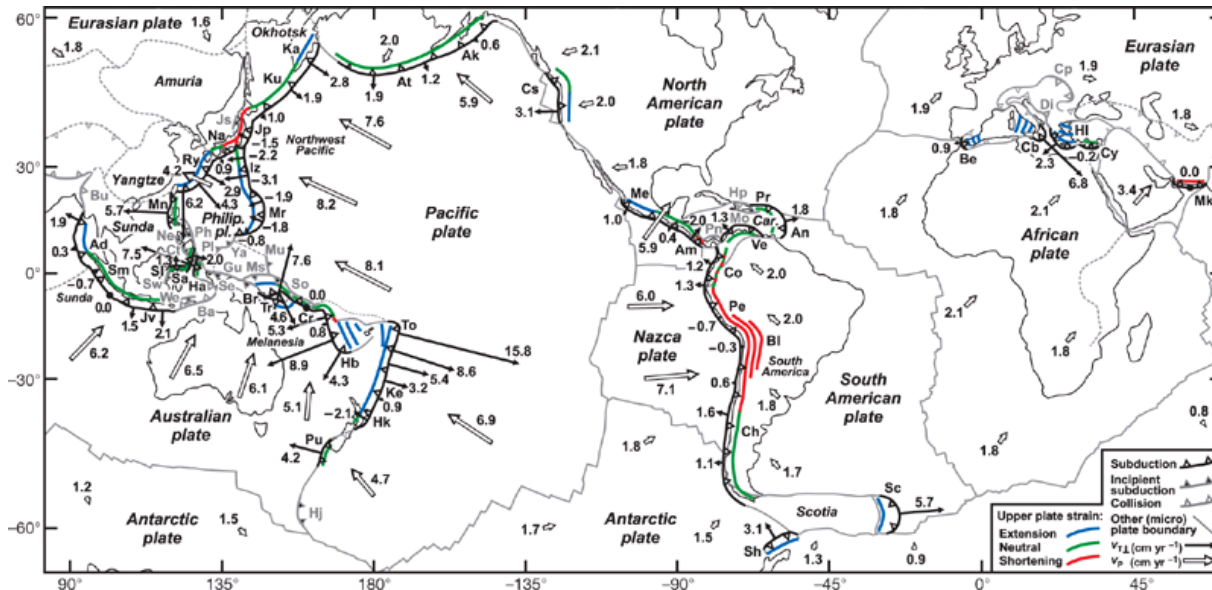 60°
30°
0°
−30°
−60°
90°
135°
180°
−135°
−90°
−45°
0°
45°
Eurasian plate
1.6
1.8
Okhotsk
Ka
Amuria
Ku
2.8
1.9
2.0
At
1.9
1.2
Ak
0.6
5.9
7.6
Js
Na
Jp
1.0
−1.5
−2.2
Northwest
Pacific
Ry
0.9
Iz
−3.1
4.2
2.9
4.3
Yangtze
Bu
5.7
Mn
6.2
Philip.
pl.
Mr
−1.9
−1.8
−0.8
8.2
Pacific
plate
1.9
Ad
0.3
Sunda
Ne
Ph
7.5
Pl
Ya
Mu
1.3
2.0
Sm
−0.7
Sunda
0.0
Sa
Ha
Sw
We
Se
Gu
Ms
7.6
So
0.0
Jv
1.5
2.1
Ba
Br
Tr
4.6
5.3
Cr
Melanesia
0.8
To
8.1
6.2
6.5
6.1
8.9
Hb
4.3
15.8
8.6
5.4
3.2
Ke
0.9
5.1
−2.1
Hk
6.9
Australian
plate
Pu
4.2
4.7
Hj
1.2
1.5
Antarctic
plate
1.7
2.1
Cs
3.1
2.0
North
American
plate
1.8
Me
1.0
5.9
0.4
Am
2.0
Hp
Mo
Pn
1.3
Pr
Car.
1.8
An
Ve
1.2
1.3
Co
2.0
6.0
Pe
−0.7
−0.3
2.0
Bl
Nazca
plate
7.1
South
America
0.6
1.8
South
American
plate
1.6
Ch
1.8
1.1
1.7
Antarctic
plate
1.5
Scotia
Sc
5.7
3.1
Sh
1.3
0.9
Eurasian
plate
Cp
1.9
1.8
1.9
Di
Hl
0.9
Be
Cb
2.3
−0.2
Cy
6.8
3.4
0.0
Mk
1.8
2.1
African
plate
2.1
1.8
0.8
1.8
Subduction
Incipient
subduction
Collision
Upper plate strain:
Other (micro)
plate boundary
Extension
Neutral
vT⊥ (cm yr −1)
Shortening
vP (cm yr −1)